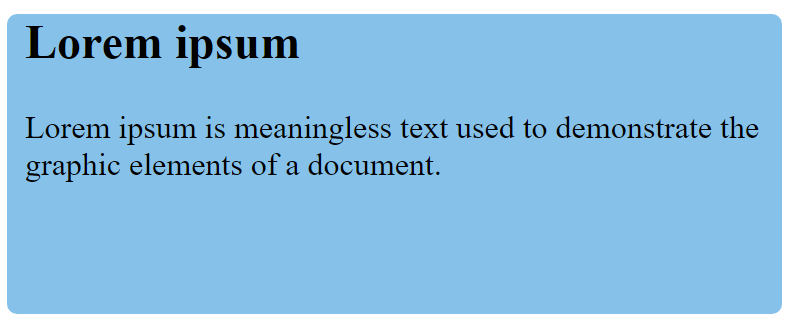 Lorem ipsum
Lorem ipsum is meaningless text used to demonstrate the
graphic elements of a document.